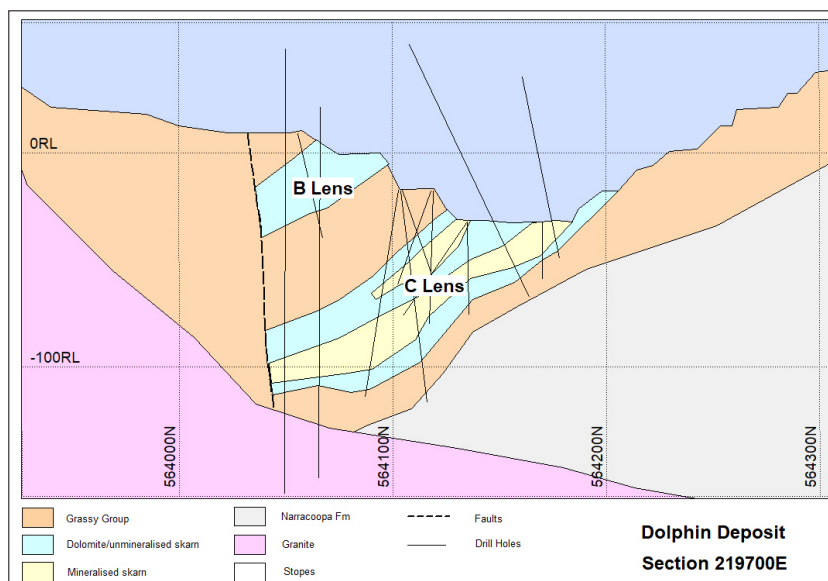 0RL
B Lens
C Lens
-100RL
564000N
564100N
564200N
564300N
Grassy Group
Dolomite/unmineralised skarn
Mineralised skarn
Narracoopa Fm
Granite
Stopes
Faults
Drill Holes
Dolphin Deposit
Section 219700E